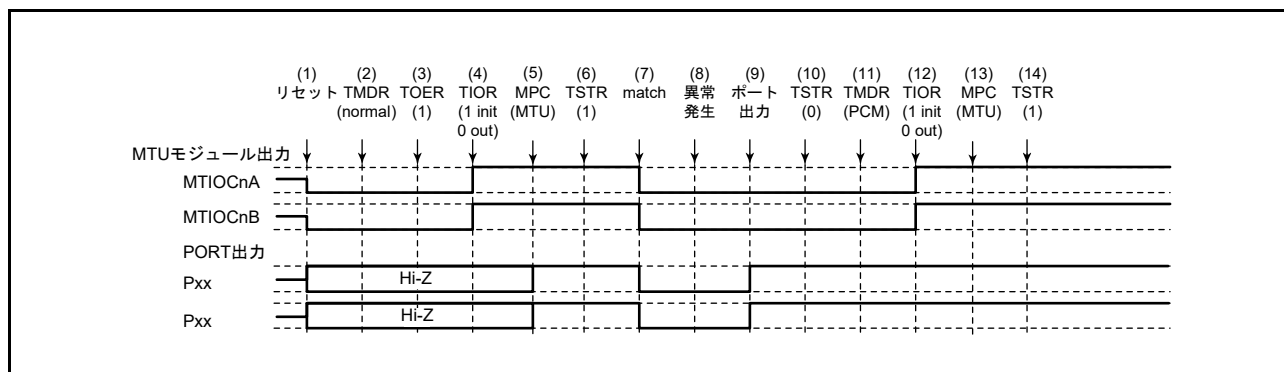 (1) (2) (3) (4) (5) (6) (7) (8) (9) (10) (11) (12) (13) (14)
リセット TMDR TOER TIOR MPC TSTR match 異常 ポート TSTR TMDR TIOR MPC TSTR
(normal) (1) (1 init (MTU) (1) 発生 出力 (0) (PCM) (1 init (MTU) (1)
0 out) 0 out)
MTUモジュール出力
MTIOCnA
MTIOCnB
PORT出力
Pxx Hi-Z
Pxx Hi-Z